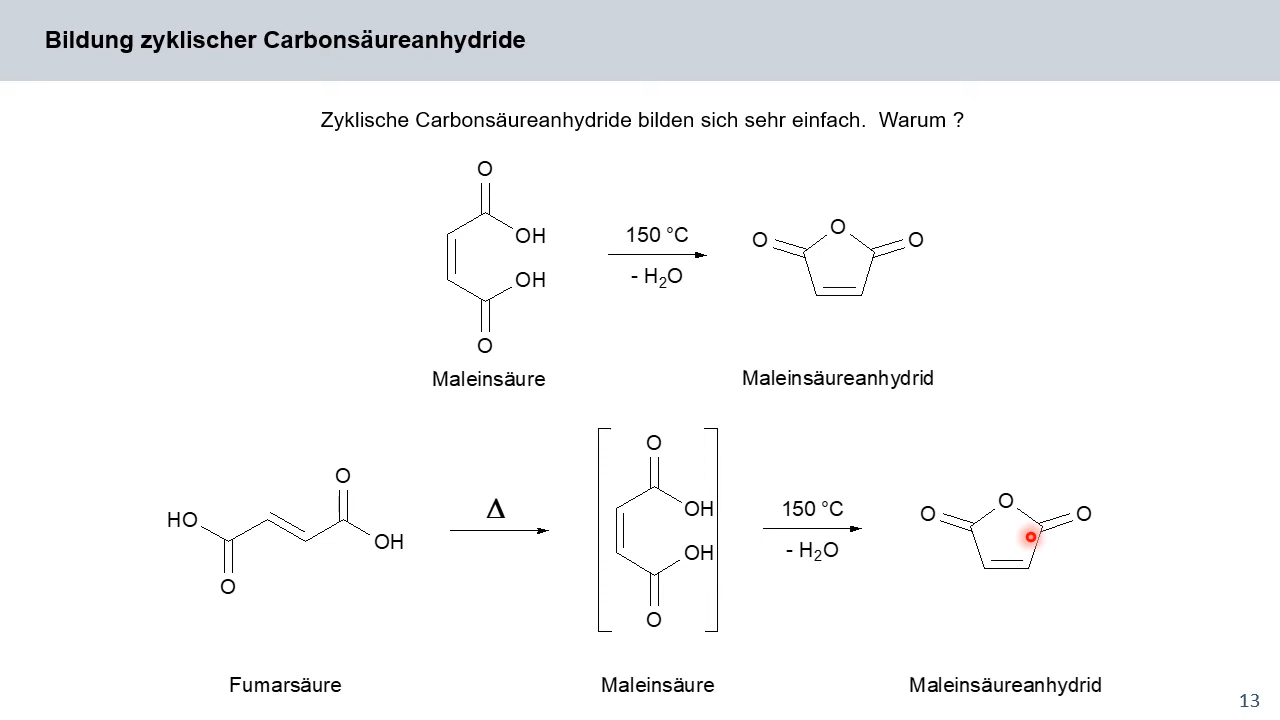 Bildung zyklischer Carbonsäureanhydride
Zyklische Carbonsäureanhydride bilden sich sehr einfach.  Warum ?
O
OH
OH
O
150 °C
- H₂O
O
O
O
Maleinsäure
Maleinsäureanhydrid
HO
O
O
OH
Δ
O
OH
OH
O
150 °C
- H₂O
O
O
O
Fumarsäure
Maleinsäure
Maleinsäureanhydrid
13